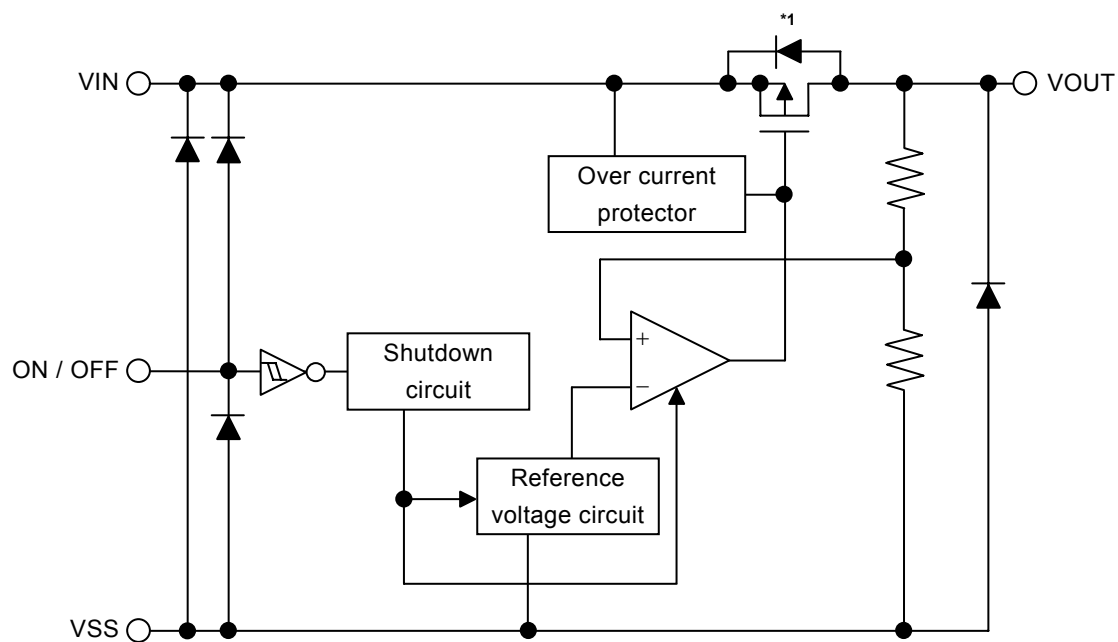 *1
VIN
VOUT
Over current
protector
+
−
ON / OFF
Shutdown
circuit
Reference
voltage circuit
VSS